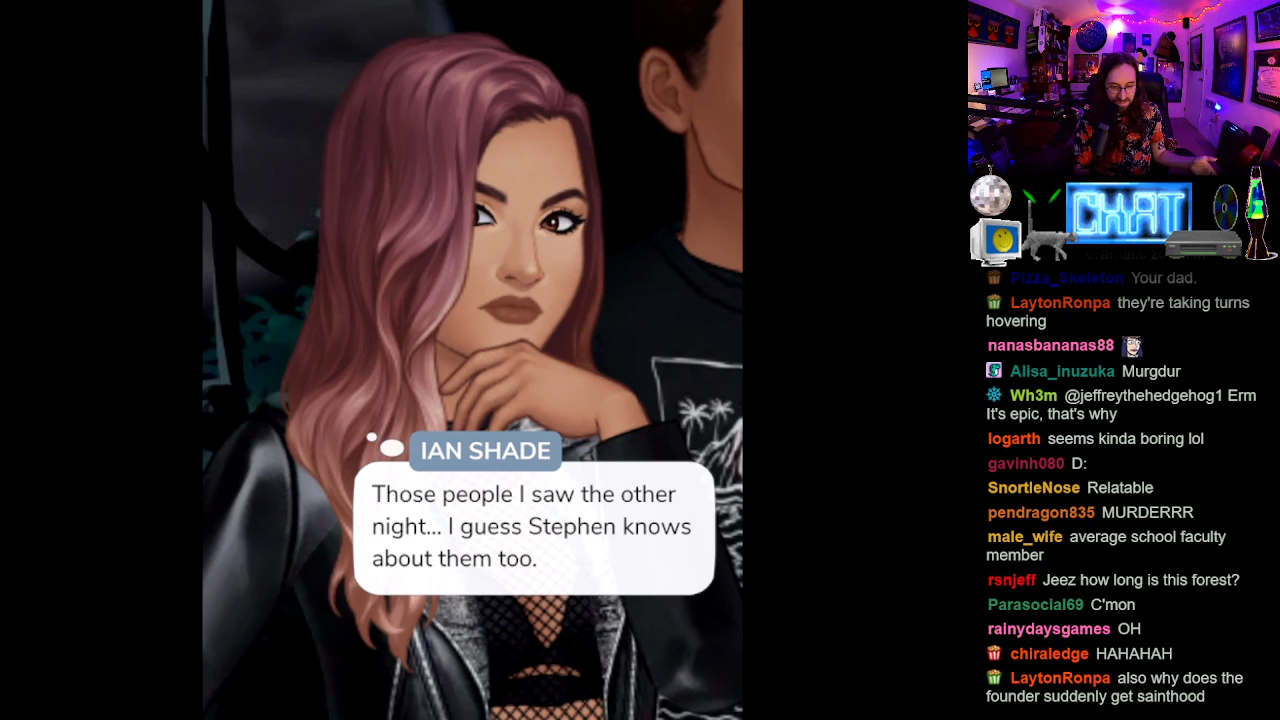 IAN SHADE
Those people I saw the other
night... I guess Stephen knows
about them too.
CHAT
Pizza_Skeleton Your dad.
LaytonRonpa they're taking turns
hovering
nanasbananas88
Alisa_inuzuka Murgdur
Wh3m @jeffreythehedgehog1 Erm
It's epic, that's why
logarth seems kinda boring lol
gavinh080 D:
SnortleNose Relatable
pendragon835 MURDERRR
male_wife average school faculty
member
rsnjeff Jeez how long is this forest?
Parasocial69 C'mon
rainydaysgames OH
chiraledge HAHAHAH
LaytonRonpa also why does the
founder suddenly get sainthood